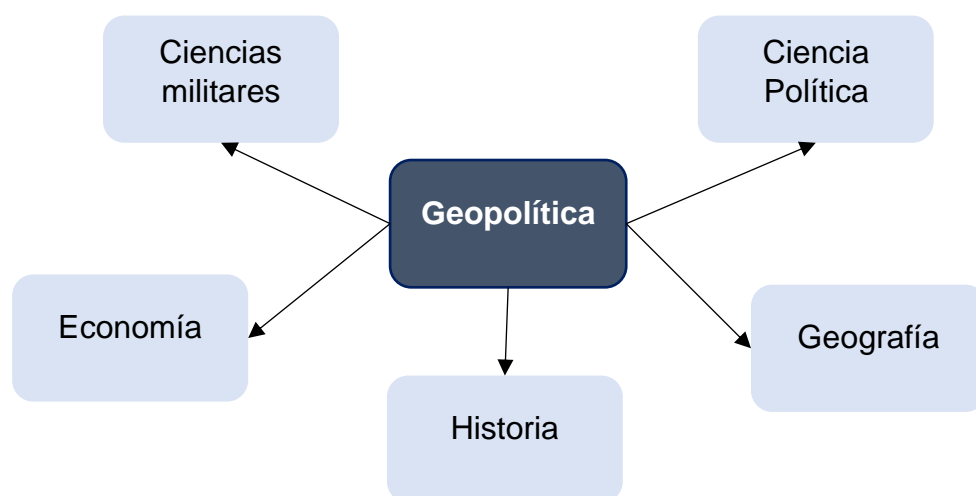 Ciencias
militares
Ciencia
Política
Geopolítica
Economía
Geografía
Historia